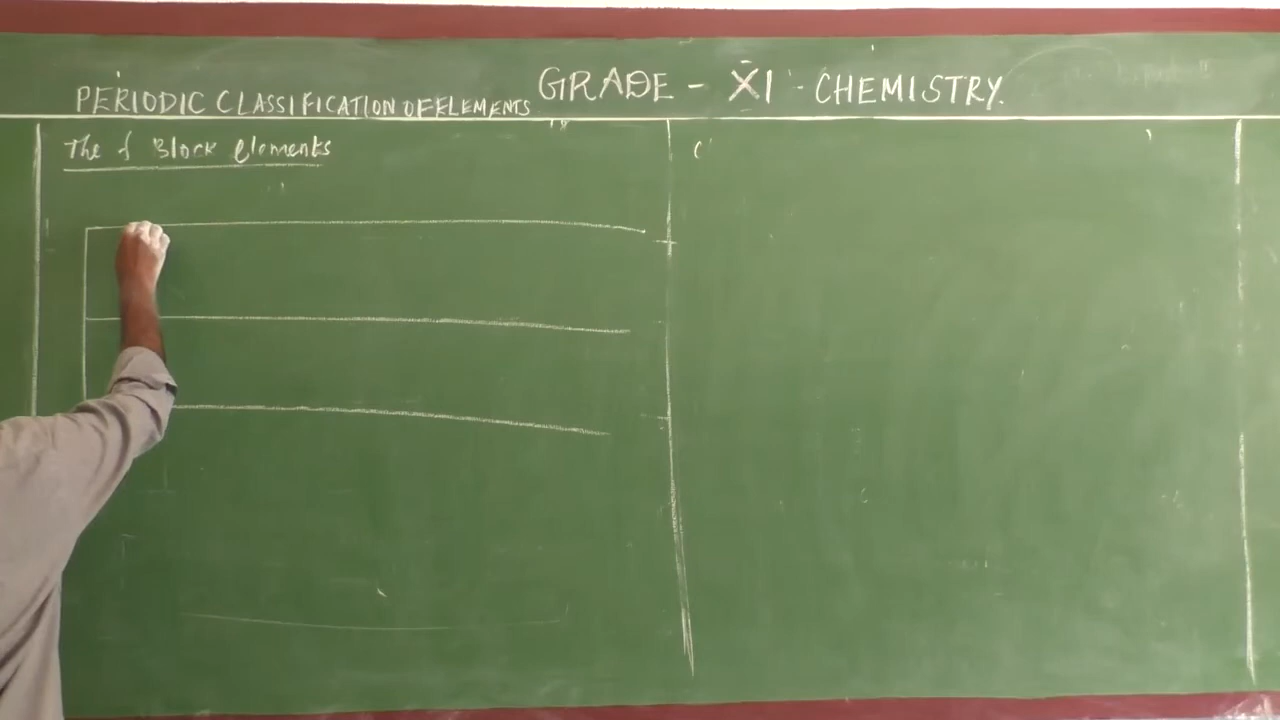 GRADE - XI - CHEMISTRY.
PERIODIC CLASSIFICATION OF ELEMENTS
The f Block Elements